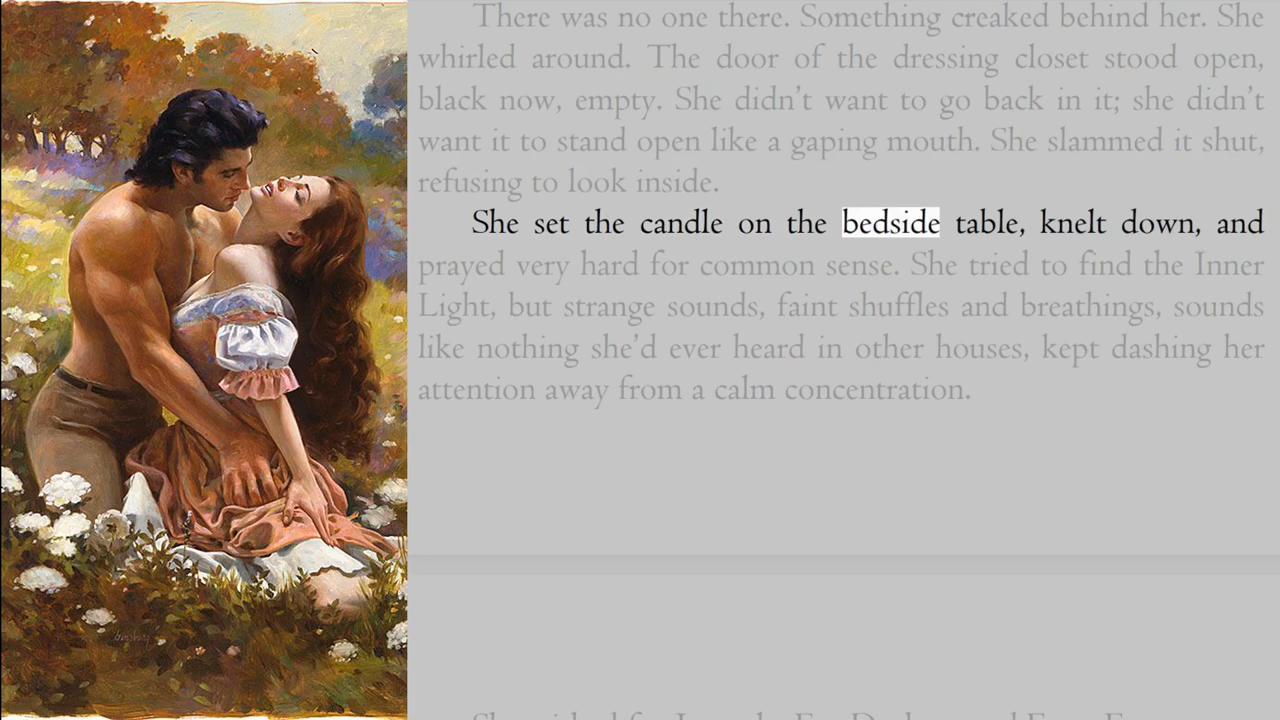 There was no one there. Something creaked behind her. She
whirled around. The door of the dressing closet stood open,
black now, empty. She didn't want to go back in it; she didn't
want it to stand open like a gaping mouth. She slammed it shut,
refusing to look inside.
She set the candle on the bedside table, knelt down, and
prayed very hard for common sense. She tried to find the Inner
Light, but strange sounds, faint shuffles and breathings, sounds
like nothing she'd ever heard in other houses, kept dashing her
attention away from a calm concentration.